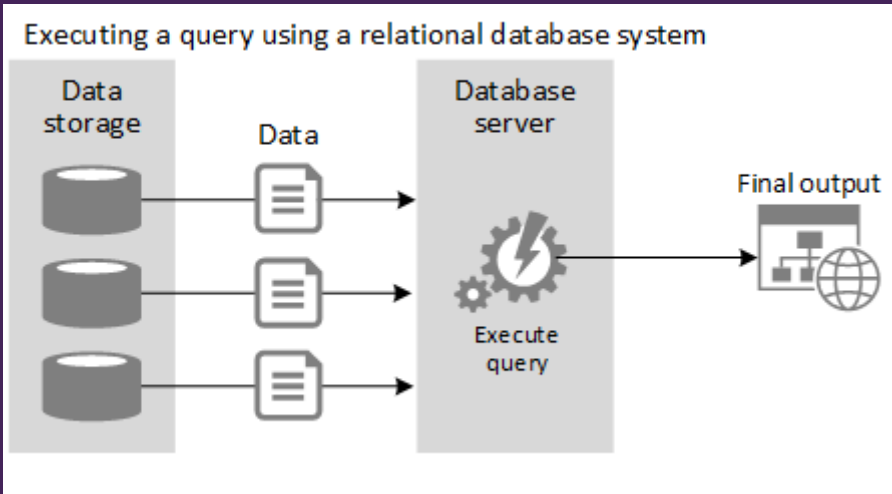 Executing a query using a relational database system
Data
storage
Data
Database
server
Execute
query
Final output